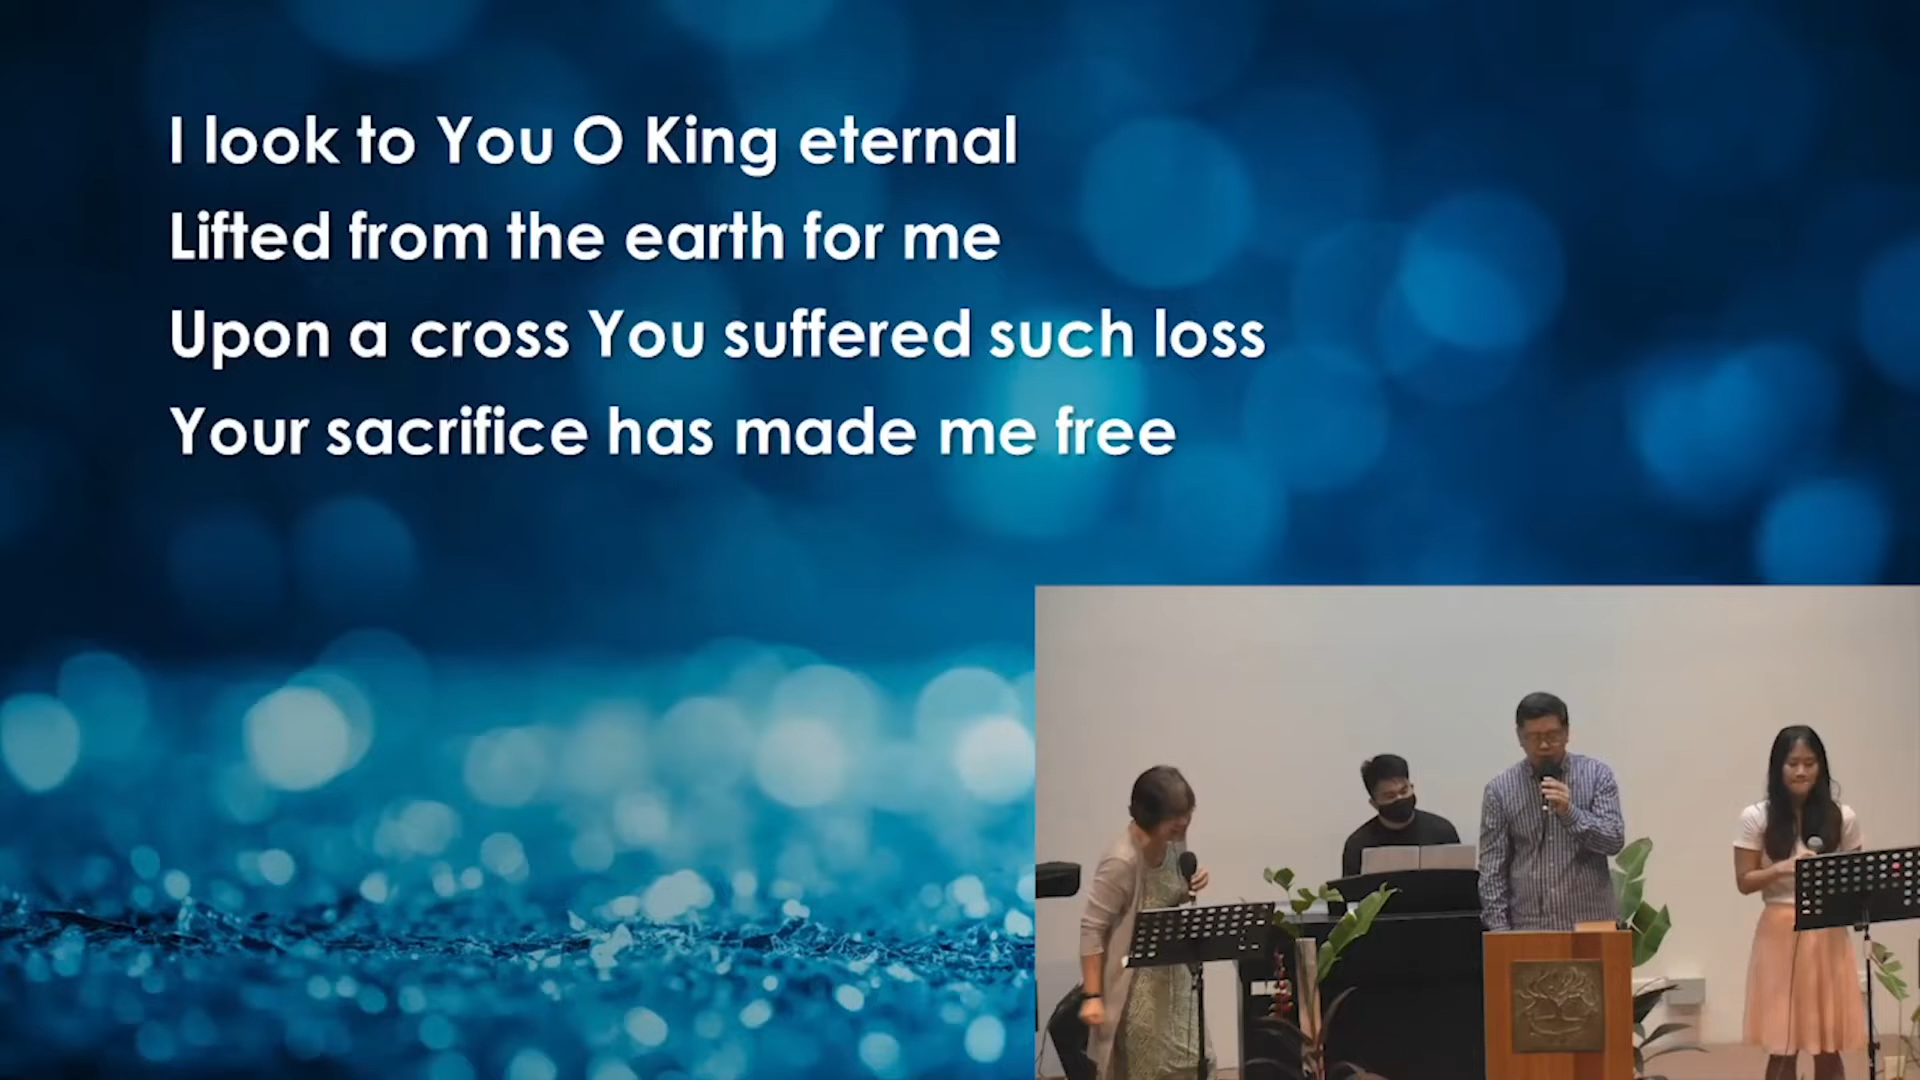 I look to You O King eternal
Lifted from the earth for me
Upon a cross You suffered such loss
Your sacrifice has made me free